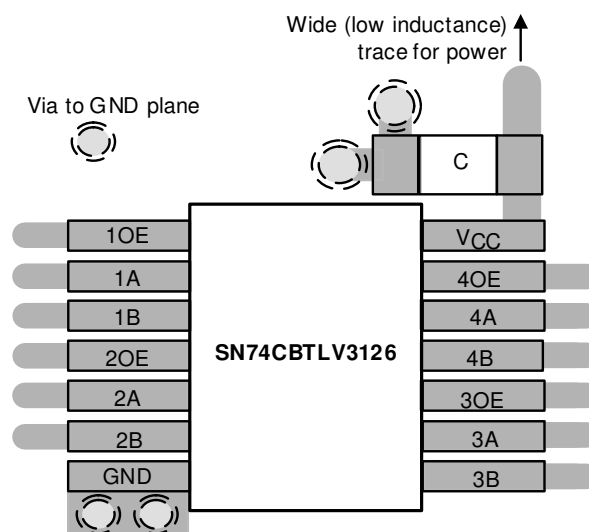 Wide (low inductance)
trace for power
Via to GND plane
C
1OE
1A
1B
2OE
2A
2B
GND
SN74CBTLV3126
VCC
4OE
4A
4B
3OE
3A
3B